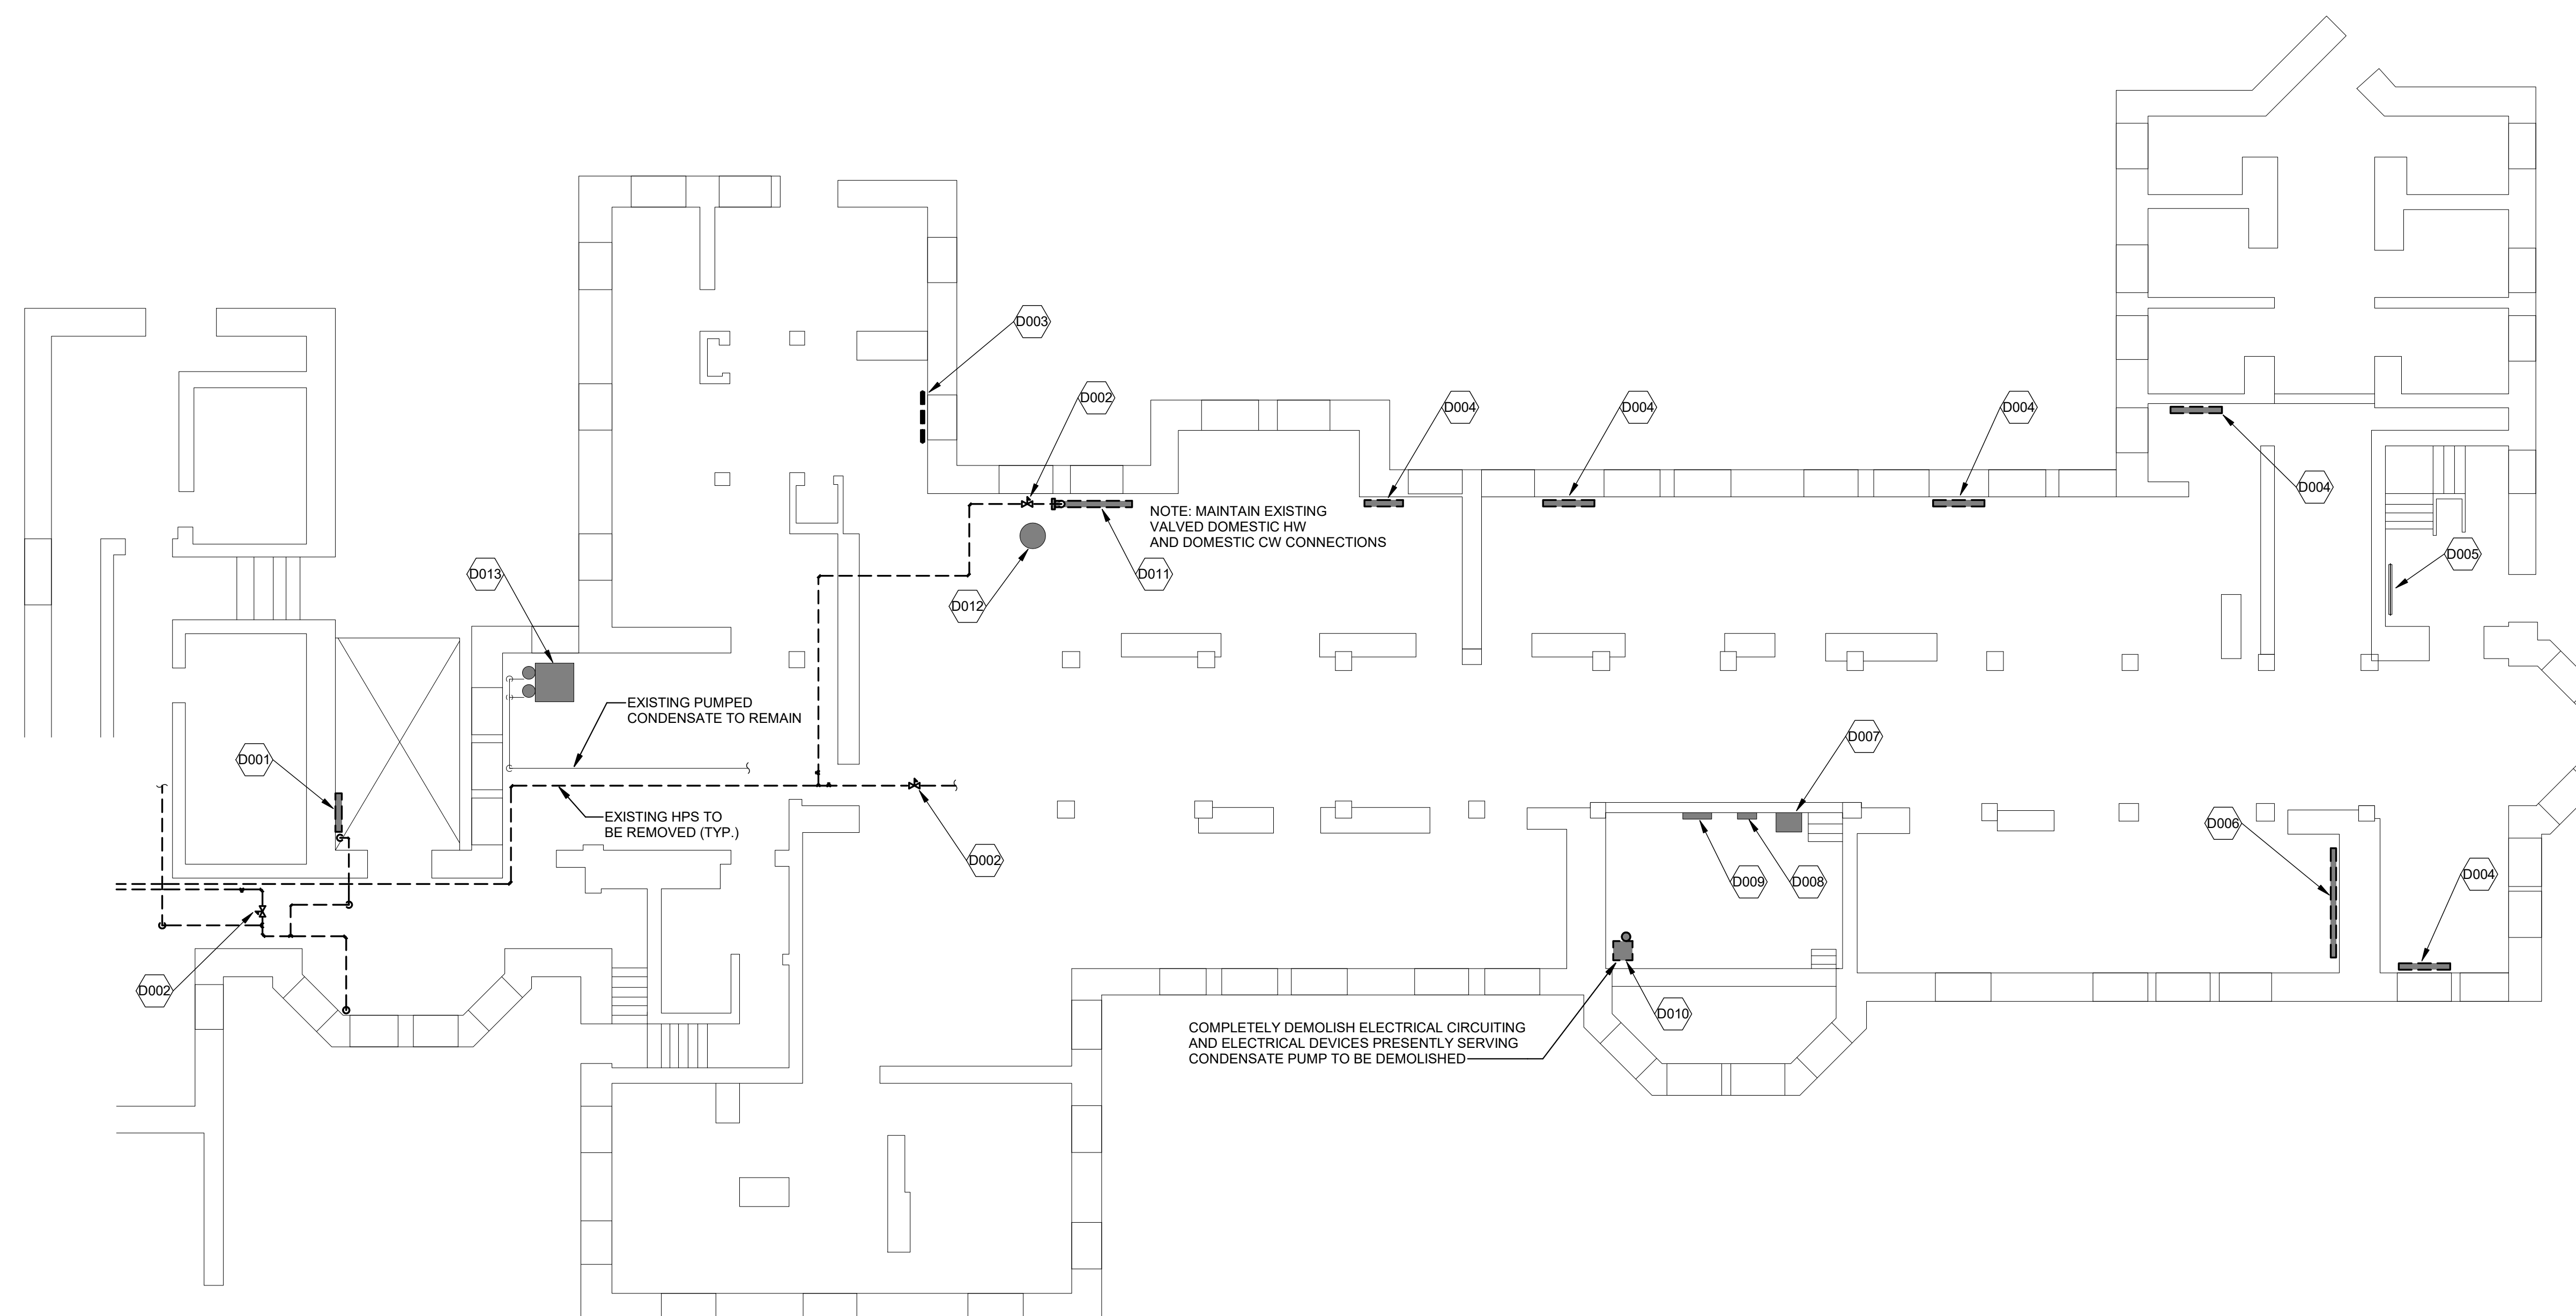 D003
D002
D004
D004
D004
D004
NOTE: MAINTAIN EXISTING
VALVED DOMESTIC HW
AND DOMESTIC CW CONNECTIONS
D005
D013
D011
D012
EXISTING PUMPED
CONDENSATE TO REMAIN
D007
D001
EXISTING HPS TO
BE REMOVED (TYP.)
D006
D002
D009
D008
D004
D002
D010
COMPLETELY DEMOLISH ELECTRICAL CIRCUITING
AND ELECTRICAL DEVICES PRESENTLY SERVING
CONDENSATE PUMP TO BE DEMOLISHED